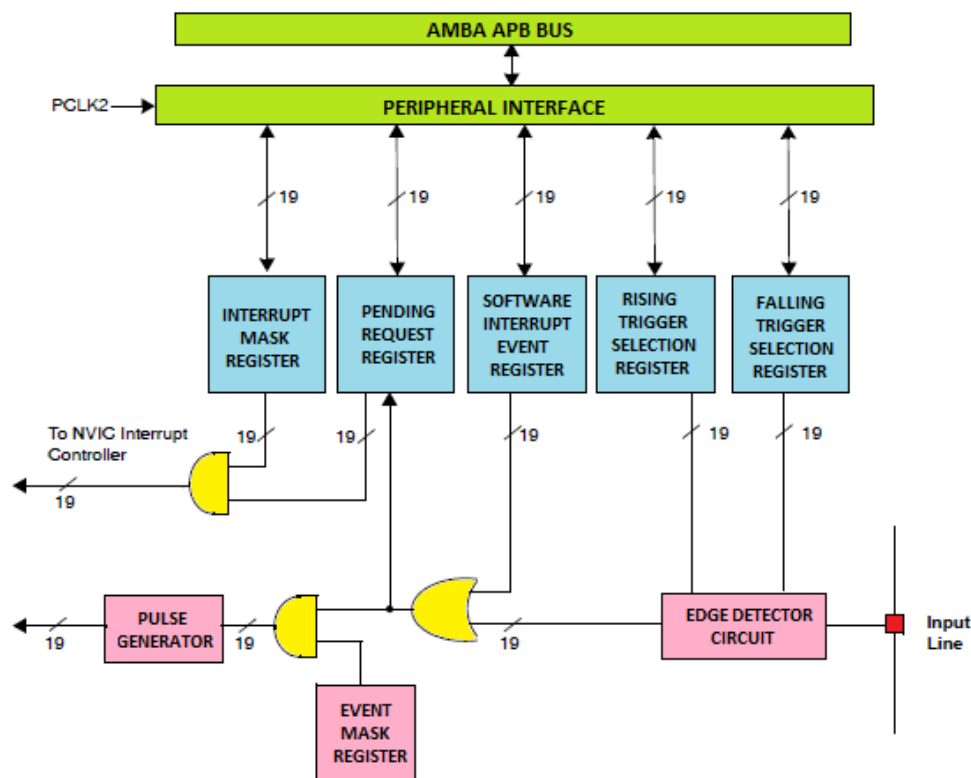 AMBA APB BUS
PCLK2
PERIPHERAL INTERFACE
19
19
19
19
19
INTERRUPT
MASK
REGISTER
PENDING
REQUEST
REGISTER
SOFTWARE
INTERRUPT
EVENT
REGISTER
RISING
TRIGGER
SELECTION
REGISTER
FALLING
TRIGGER
SELECTION
REGISTER
To NVIC Interrupt
Controller
19
19
19
19
19
19
PULSE
GENERATOR
19
19
19
EDGE DETECTOR
CIRCUIT
Input
Line
EVENT
MASK
REGISTER